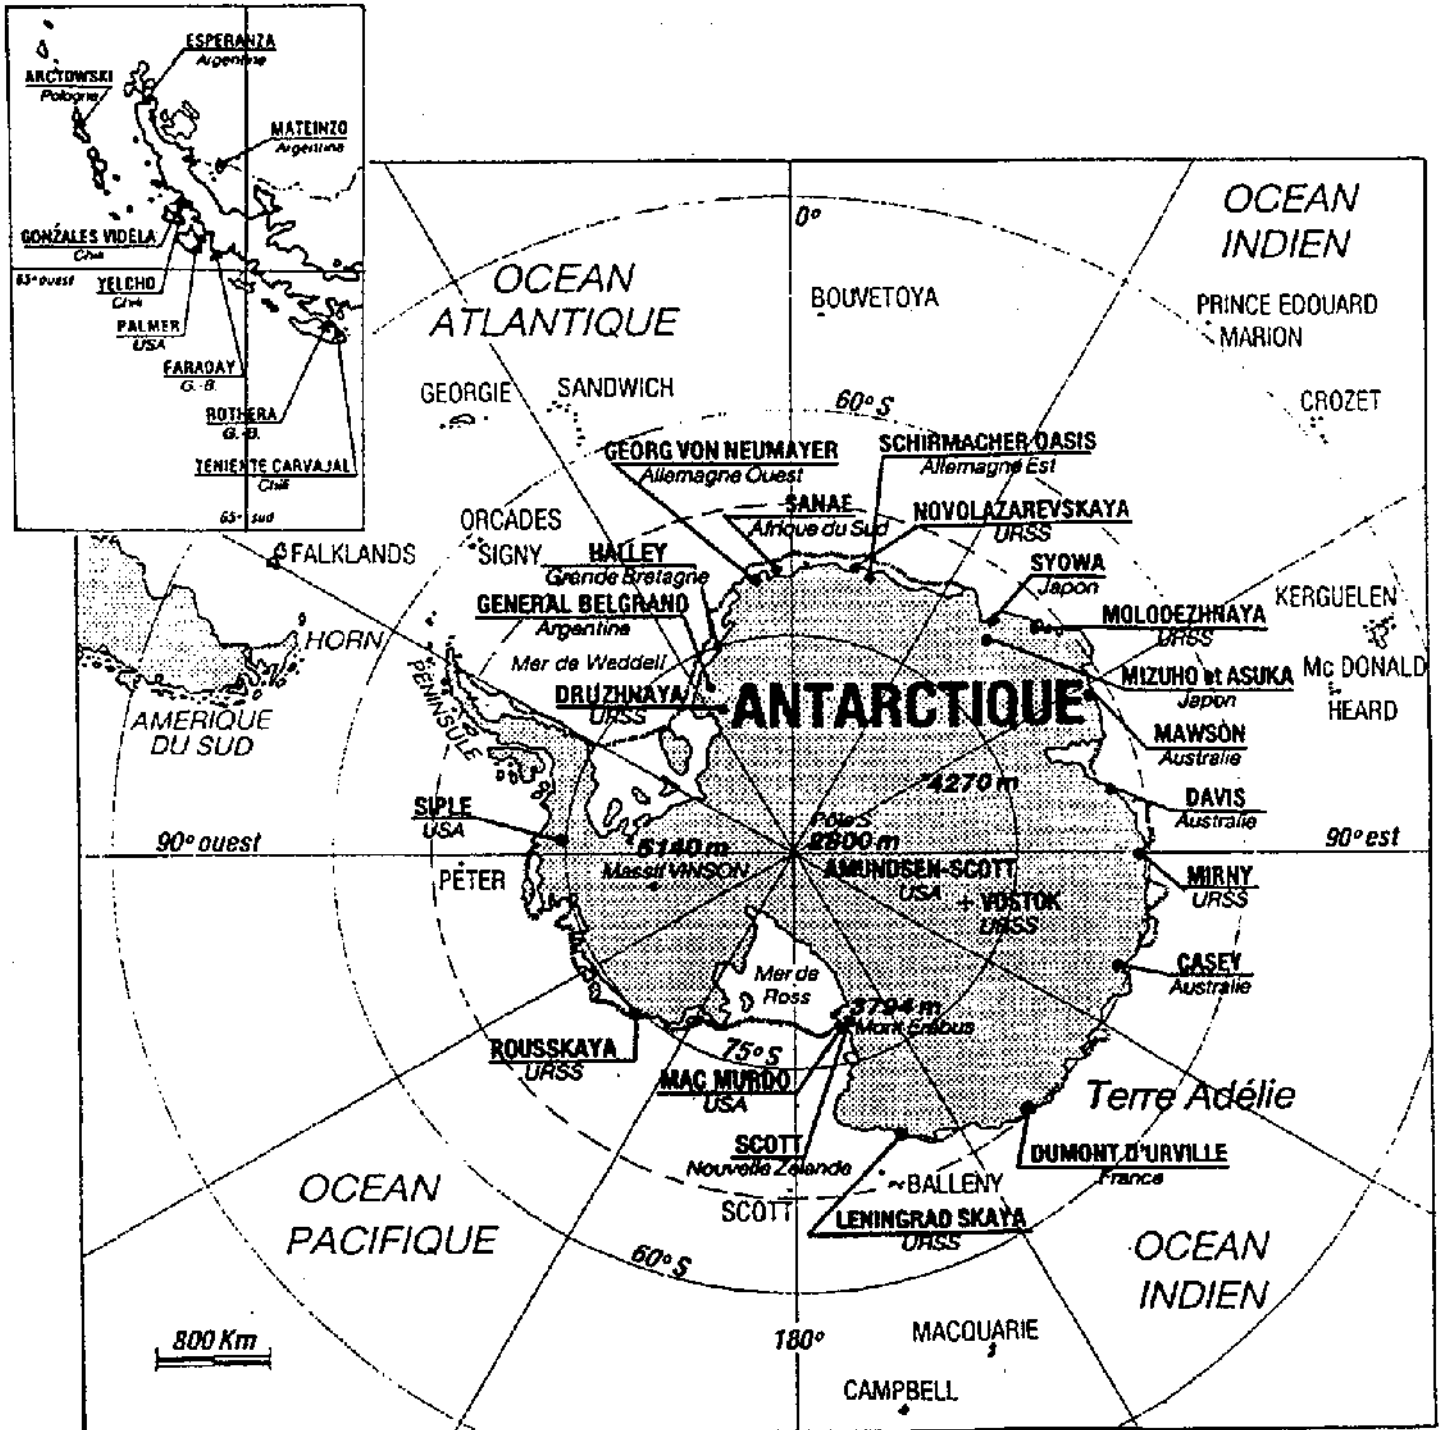 ESPERANZA
Argentine
ARCTOWSKI
Pologne
MATEINZO
Argentine
GONZALES VIDELA
Chili
65° ouest
YELCHO
Chili
PALMER
USA
FARADAY
G.-B.
ROTHERA
G.-B.
TENIENTE CARVAJAL
Chili
65° sud
OCEAN
INDIEN
0°
OCEAN
ATLANTIQUE
BOUVETOYA
PRINCE EDOUARD
MARION
GEORGIE
SANDWICH
60° S
CROZET
GEORG VON NEUMAYER
Allemagne Ouest
SCHIRMACHER OASIS
Allemagne Est
SANAE
Afrique du Sud
NOVOLAZAREVSKAYA
URSS
ORCADES
SIGNY
FALKLANDS
HALLEY
Grande Bretagne
SYOWA
Japon
GENERAL BELGRANO
Argentine
KERGUELEN
MOLODEZHNAYA
URSS
HORN
Mer de Weddell
PENINSULE
Mc DONALD
HEARD
MIZUHO et ASUKA
Japon
DRUZHNAYA
URSS
ANTARCTIQUE
AMERIQUE
DU SUD
MAWSON
Australie
4270 m
SIPLE
USA
DAVIS
Australie
Pôle S
2800 m
90° ouest
5140 m
Massif VINSON
90° est
AMUNDSEN-SCOTT
USA
PETER
MIRNY
URSS
+ VOSTOK
URSS
CASEY
Australie
Mer de
Ross
3794 m
Mont Erébus
ROUSSKAYA
URSS
75° S
MAC MURDO
USA
Terre Adélie
SCOTT
Nouvelle Zélande
DUMONT D'URVILLE
France
BALLENY
SCOTT
LENINGRAD SKAYA
URSS
OCEAN
PACIFIQUE
60° S
OCEAN
INDIEN
800 Km
180°
MACQUARIE
CAMPBELL